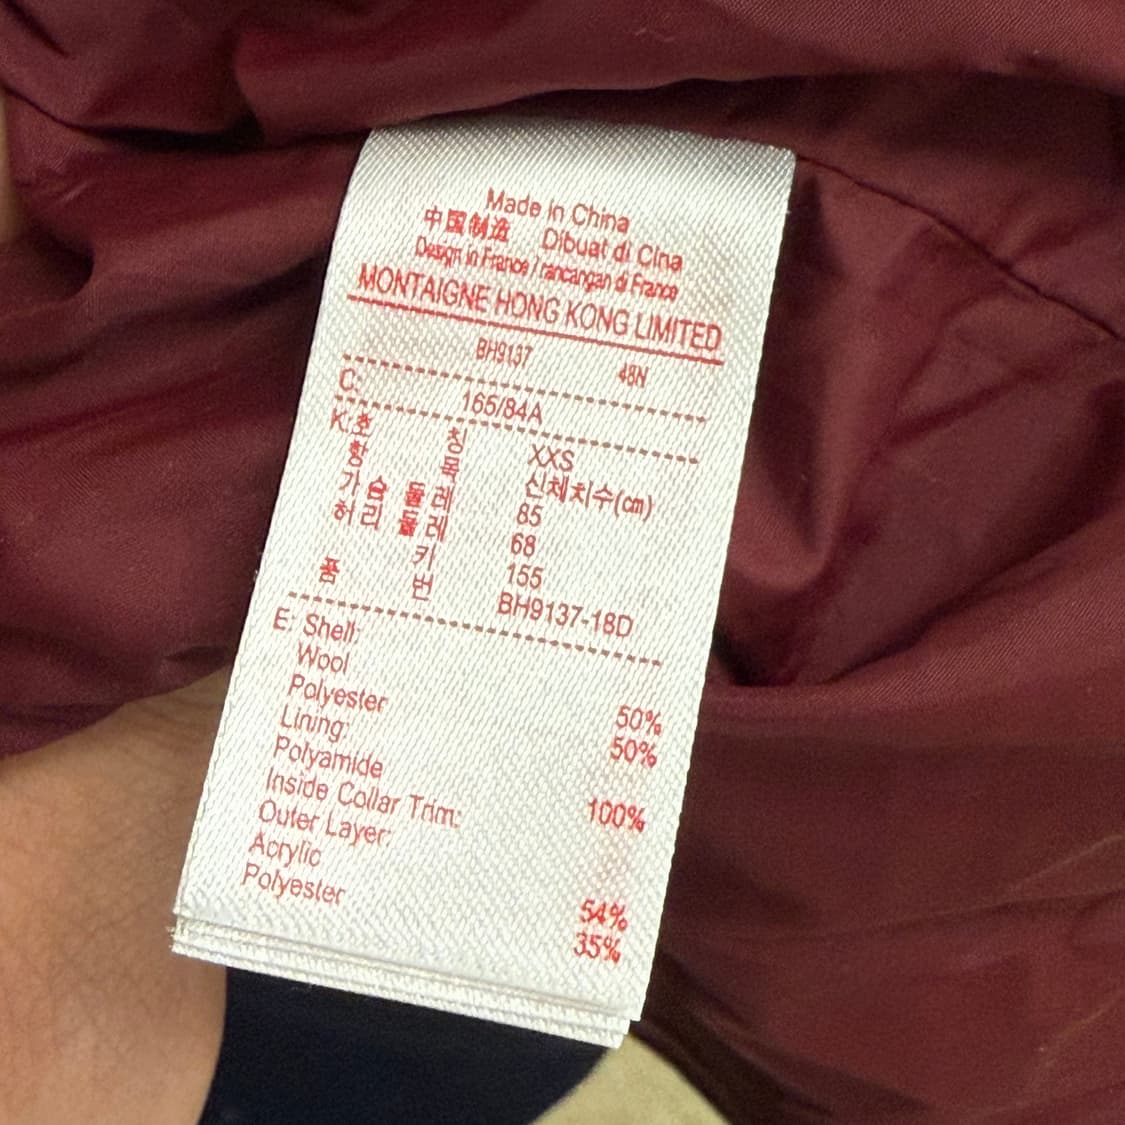 Made in China
中国制造 Dibuat di Cina
Design in France / rancangan di France
MONTAIGNE HONG KONG LIMITED
BH9137 48N
C: 165/84A
K:호 칭 XXS
항 목 신체치수(cm)
가슴 둘레 85
허리 둘레 68
키 155
품 번 BH9137-18D
E: Shell:
Wool 50%
Polyester 50%
Lining:
Polyamide 100%
Inside Collar Trim:
Outer Layer:
Acrylic 54%
Polyester 35%